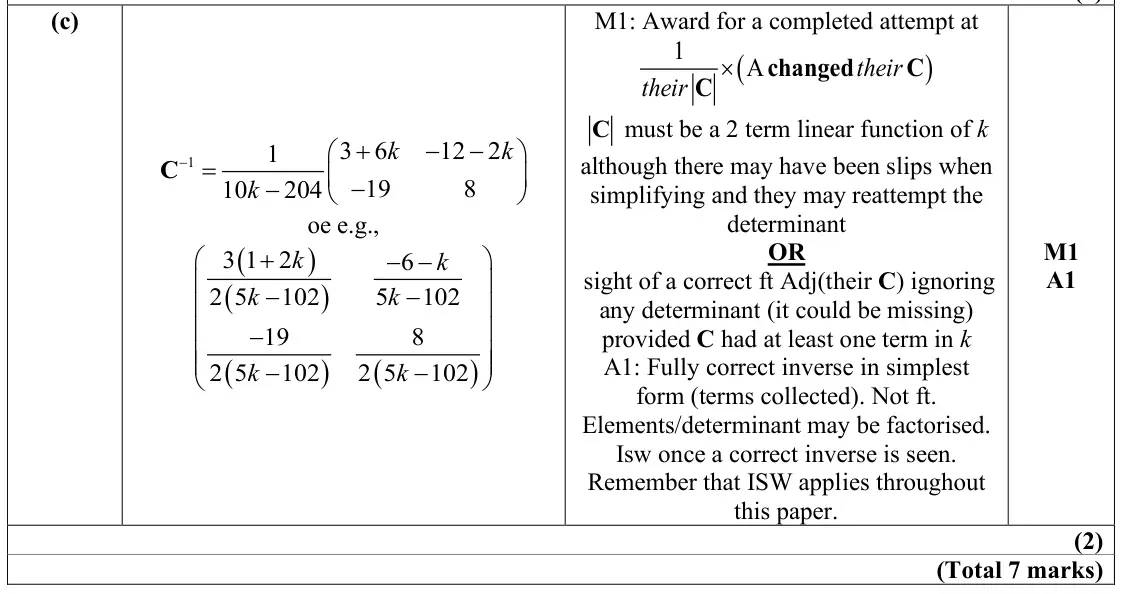 (c)
M1: Award for a completed attempt at
1/(their |C|) × (A changed their C)
|C| must be a 2 term linear function of k
although there may have been slips when
simplifying and they may reattempt the
determinant
OR
sight of a correct ft Adj(their C) ignoring
any determinant (it could be missing)
provided C had at least one term in k
A1: Fully correct inverse in simplest
form (terms collected). Not ft.
Elements/determinant may be factorised.
Isw once a correct inverse is seen.
Remember that ISW applies throughout
this paper.
C⁻¹ = 1/(10k − 204) (3 + 6k  −12 − 2k
−19  8)
oe e.g.,
(3(1 + 2k)/(2(5k − 102))  (−6 − k)/(5k − 102)
−19/(2(5k − 102))  8/(2(5k − 102)))
M1
A1
(2)
(Total 7 marks)